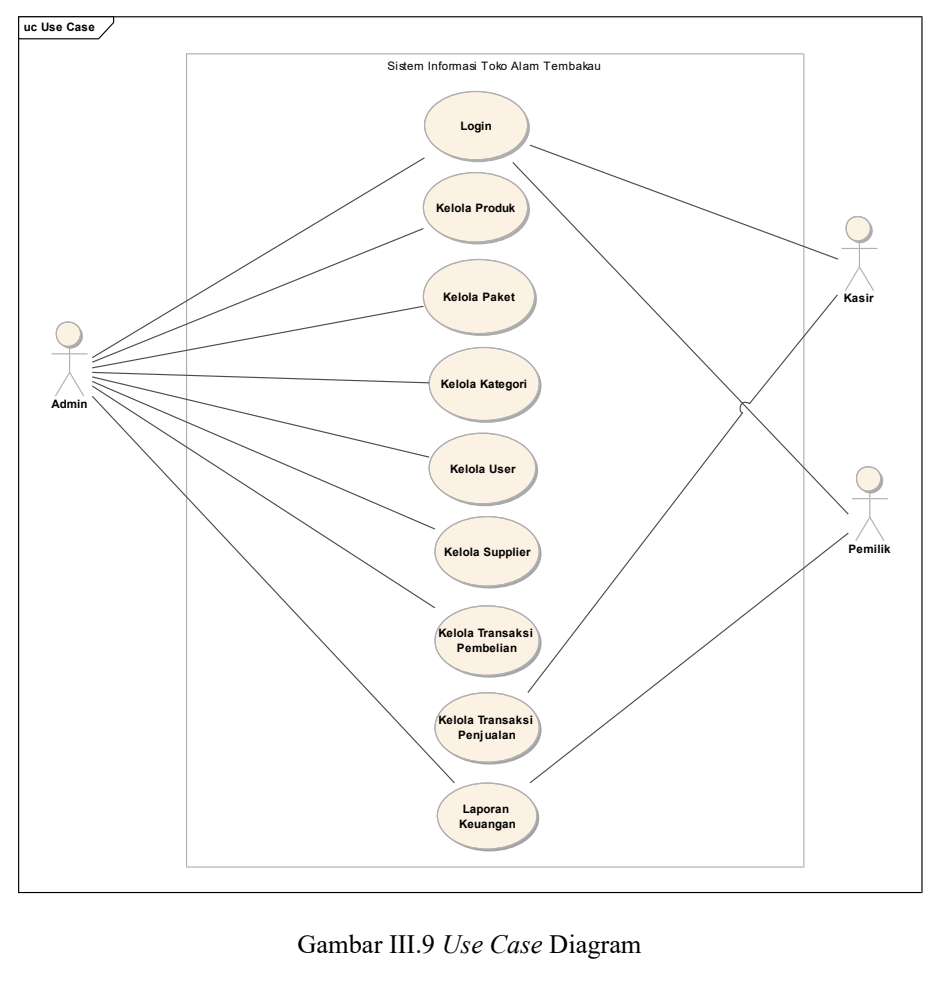 uc Use Case
Sistem Informasi Toko Alam Tembakau
Login
Kelola Produk
Kelola Paket
Kelola Kategori
Kelola User
Kelola Supplier
Kelola Transaksi
Pembelian
Kelola Transaksi
Penjualan
Laporan
Keuangan
Admin
Kasir
Pemilik
Gambar III.9 Use Case Diagram